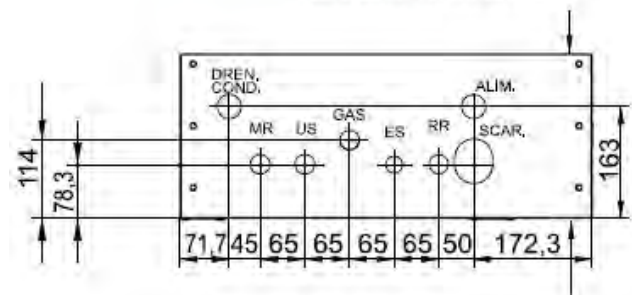 DREN. ALIM.
COND.
GAS
MR US ES RR SCAR.
114
78,3
163
71,7 45 65 65 65 65 50 172,3